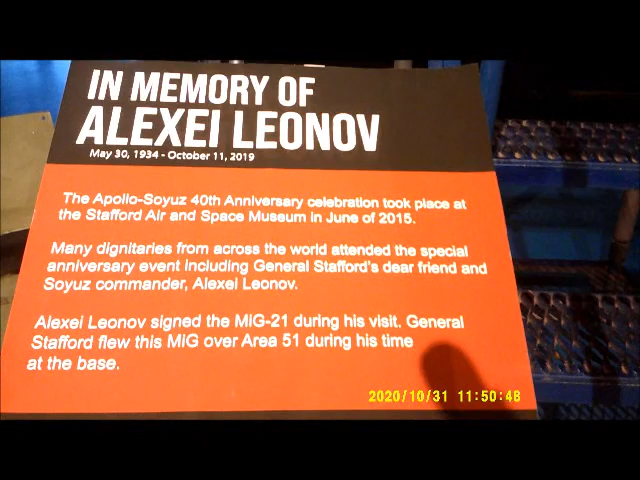 IN MEMORY OF
ALEXEI LEONOV
May 30, 1934 - October 11, 2019
The Apollo-Soyuz 40th Anniversary celebration took place at
the Stafford Air and Space Museum in June of 2015.
Many dignitaries from across the world attended the special
anniversary event including General Stafford's dear friend and
Soyuz commander, Alexei Leonov.
Alexei Leonov signed the MiG-21 during his visit. General
Stafford flew this MiG over Area 51 during his time
at the base.
2020/10/31 11:50:48